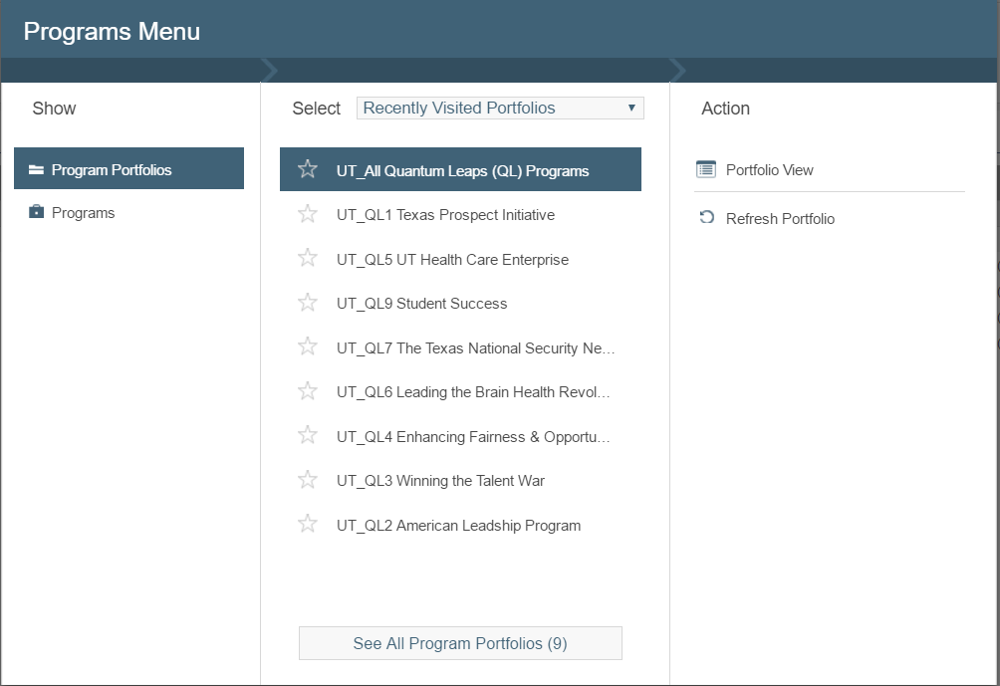 Programs Menu
Show
Program Portfolios
Programs
Select Recently Visited Portfolios
UT_All Quantum Leaps (QL) Programs
UT_QL1 Texas Prospect Initiative
UT_QL5 UT Health Care Enterprise
UT_QL9 Student Success
UT_QL7 The Texas National Security Ne...
UT_QL6 Leading the Brain Health Revol...
UT_QL4 Enhancing Fairness & Opportu...
UT_QL3 Winning the Talent War
UT_QL2 American Leadship Program
See All Program Portfolios (9)
Action
Portfolio View
Refresh Portfolio